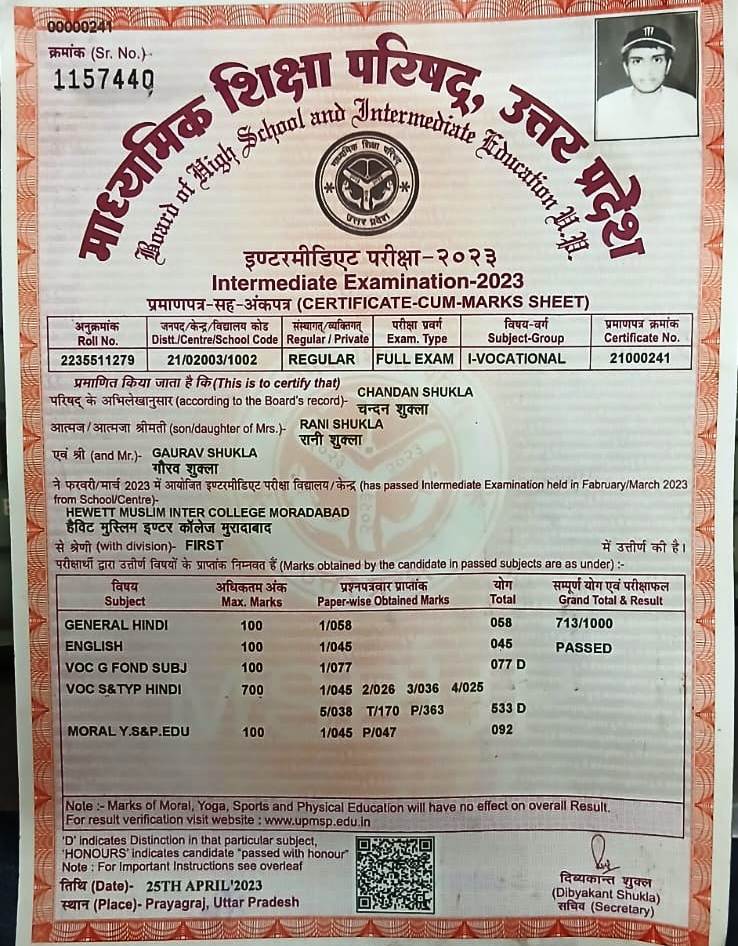 00000241
क्रमांक (Sr. No.)-
1157440
माध्यमिक शिक्षा परिषद्, उत्तर प्रदेश
Board of High School and Intermediate Education U.P.
माध्यमिक शिक्षा परिषद्
उत्तर प्रदेश
इण्टरमीडिएट परीक्षा-२०२३
Intermediate Examination-2023
प्रमाणपत्र-सह-अंकपत्र (CERTIFICATE-CUM-MARKS SHEET)
अनुक्रमांक जनपद/केन्द्र/विद्यालय कोड संस्थागत/व्यक्तिगत परीक्षा प्रवर्ग विषय-वर्ग प्रमाणपत्र क्रमांक
Roll No. Distt./Centre/School Code Regular / Private Exam. Type Subject-Group Certificate No.
2235511279 21/02003/1002 REGULAR FULL EXAM I-VOCATIONAL 21000241
प्रमाणित किया जाता है कि (This is to certify that)
परिषद के अभिलेखानुसार (according to the Board's record)- CHANDAN SHUKLA
चन्दन शुक्ला
आत्मज/आत्मजा श्रीमती (son/daughter of Mrs.)- RANI SHUKLA
रानी शुक्ला
एवं श्री (and Mr.)- GAURAV SHUKLA
गौरव शुक्ला
ने फरवरी/मार्च 2023 में आयोजित इण्टरमीडिएट परीक्षा विद्यालय/केन्द्र (has passed Intermediate Examination held in Fabruary/March 2023
from School/Centre)-
HEWETT MUSLIM INTER COLLEGE MORADABAD
हैविट मुस्लिम इण्टर कॉलेज मुरादाबाद
से श्रेणी (with division)- FIRST में उत्तीर्ण की है।
परीक्षार्थी द्वारा उत्तीर्ण विषयों के प्राप्तांक निम्नवत हैं (Marks obtained by the candidate in passed subjects are as under) :-
विषय अधिकतम अंक प्रश्नपत्रवार प्राप्तांक योग सम्पूर्ण योग एवं परीक्षाफल
Subject Max. Marks Paper-wise Obtained Marks Total Grand Total & Result
GENERAL HINDI 100 1/058 058 713/1000
ENGLISH 100 1/045 045 PASSED
VOC G FOND SUBJ 100 1/077 077 D
VOC S&TYP HINDI 700 1/045 2/026 3/036 4/025
5/038 T/170 P/363 533 D
MORAL Y.S&P.EDU 100 1/045 P/047 092
Note :- Marks of Moral, Yoga, Sports and Physical Education will have no effect on overall Result.
For result verification visit website : www.upmsp.edu.in
'D' indicates Distinction in that particular subject,
'HONOURS' indicates candidate "passed with honour"
Note : For Important Instructions see overleaf
तिथि (Date)- 25TH APRIL'2023
स्थान (Place)- Prayagraj, Uttar Pradesh
दिव्यकान्त शुक्ल
(Dibyakant Shukla)
सचिव (Secretary)